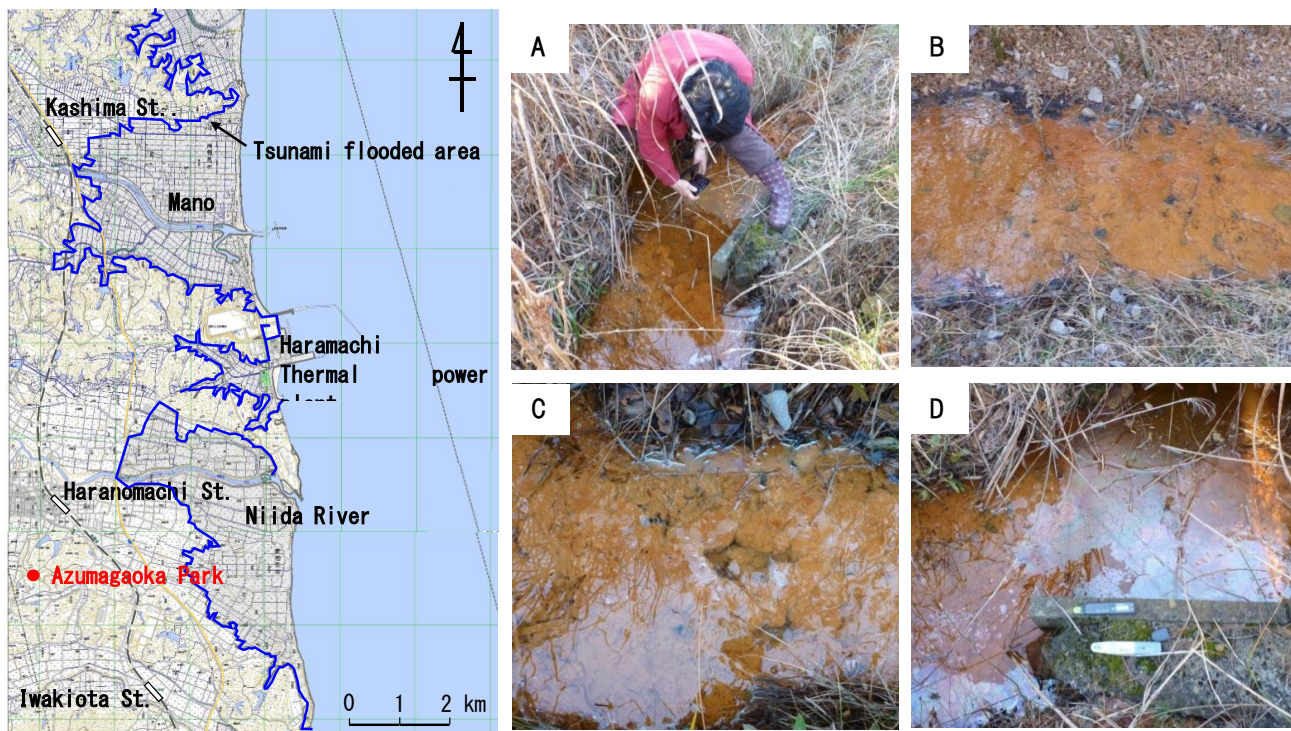 Kashima St..
Tsunami flooded area
Mano
Haramachi
Thermal power
plant
Haranomachi St.
Niida River
Azumagaoka Park
Iwakiota St.
0 1 2 km
A
B
C
D